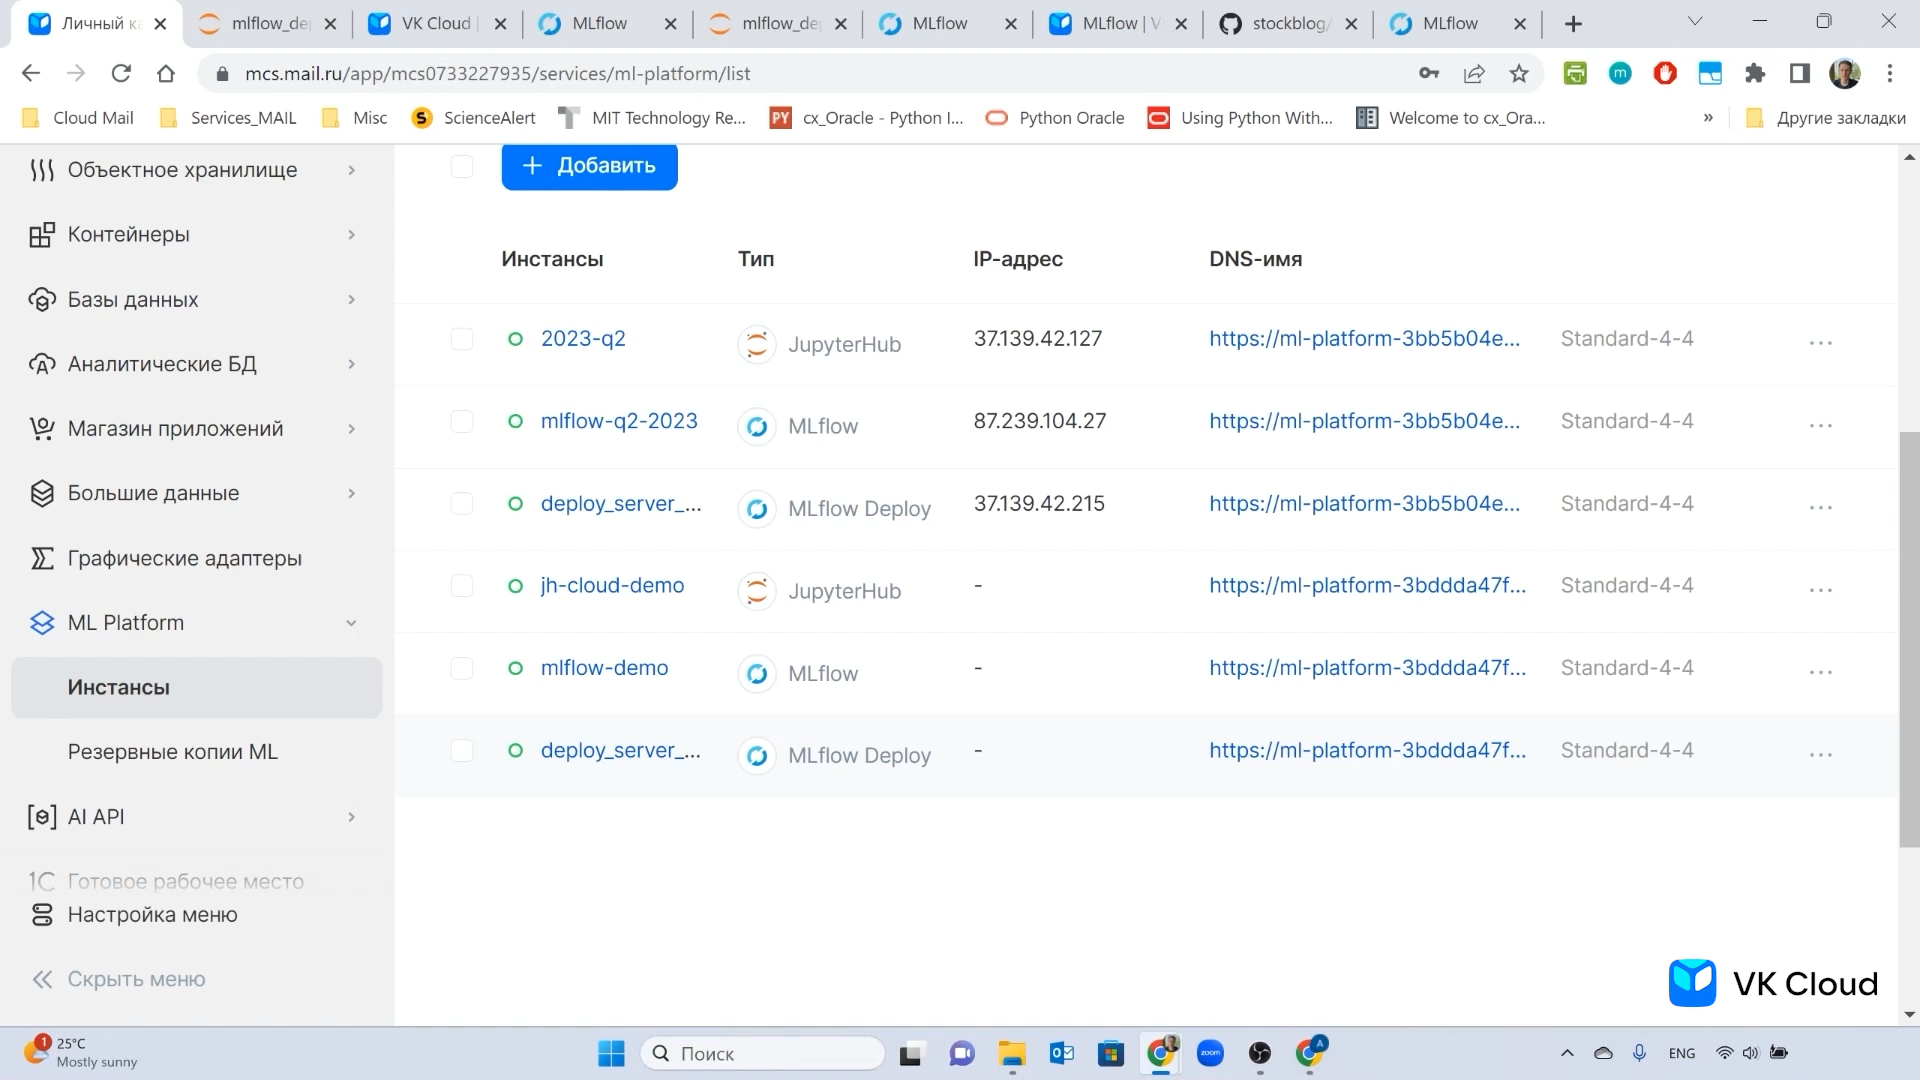 Личный ка
mlflow_de
VK Cloud |
MLflow
mlflow_de
MLflow
MLflow | V
stockblog/
MLflow
mcs.mail.ru/app/mcs0733227935/services/ml-platform/list
Cloud Mail
Services_MAIL
Misc
ScienceAlert
MIT Technology Re...
cx_Oracle - Python I...
Python Oracle
Using Python With...
Welcome to cx_Ora...
»
Другие закладки
Объектное хранилище
Контейнеры
Базы данных
Аналитические БД
Магазин приложений
Большие данные
Графические адаптеры
ML Platform
Инстансы
Резервные копии ML
AI API
1C Готовое рабочее место
Настройка меню
Скрыть меню
+ Добавить
Инстансы Тип IP-адрес DNS-имя
2023-q2 JupyterHub 37.139.42.127 https://ml-platform-3bb5b04e... Standard-4-4 ...
mlflow-q2-2023 MLflow 87.239.104.27 https://ml-platform-3bb5b04e... Standard-4-4 ...
deploy_server_... MLflow Deploy 37.139.42.215 https://ml-platform-3bb5b04e... Standard-4-4 ...
jh-cloud-demo JupyterHub - https://ml-platform-3bddda47f... Standard-4-4 ...
mlflow-demo MLflow - https://ml-platform-3bddda47f... Standard-4-4 ...
deploy_server_... MLflow Deploy - https://ml-platform-3bddda47f... Standard-4-4 ...
VK Cloud
1
25°C
Mostly sunny
Поиск
zoom
A
ENG